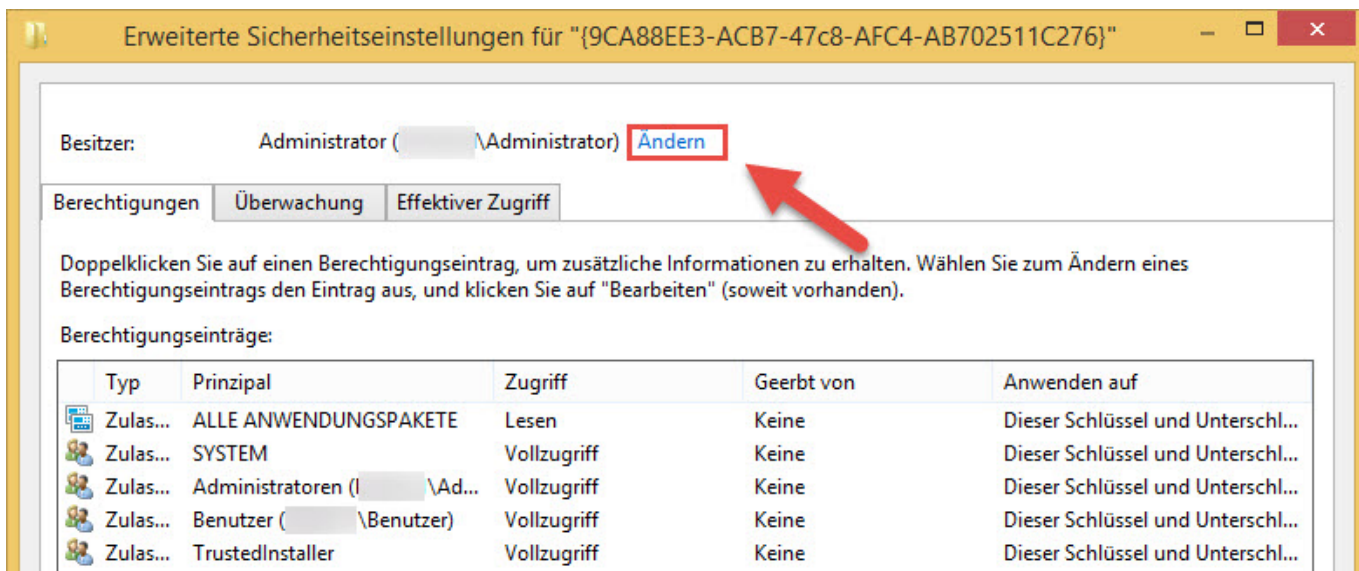 Erweiterte Sicherheitseinstellungen für "{9CA88EE3-ACB7-47c8-AFC4-AB702511C276}"
Besitzer: Administrator ( \Administrator) Ändern
Berechtigungen Überwachung Effektiver Zugriff
Doppelklicken Sie auf einen Berechtigungseintrag, um zusätzliche Informationen zu erhalten. Wählen Sie zum Ändern eines
Berechtigungseintrags den Eintrag aus, und klicken Sie auf "Bearbeiten" (soweit vorhanden).
Berechtigungseinträge:
Typ Prinzipal Zugriff Geerbt von Anwenden auf
Zulas... ALLE ANWENDUNGSPAKETE Lesen Keine Dieser Schlüssel und Unterschl...
Zulas... SYSTEM Vollzugriff Keine Dieser Schlüssel und Unterschl...
Zulas... Administratoren ( \Ad... Vollzugriff Keine Dieser Schlüssel und Unterschl...
Zulas... Benutzer ( \Benutzer) Vollzugriff Keine Dieser Schlüssel und Unterschl...
Zulas... TrustedInstaller Vollzugriff Keine Dieser Schlüssel und Unterschl...